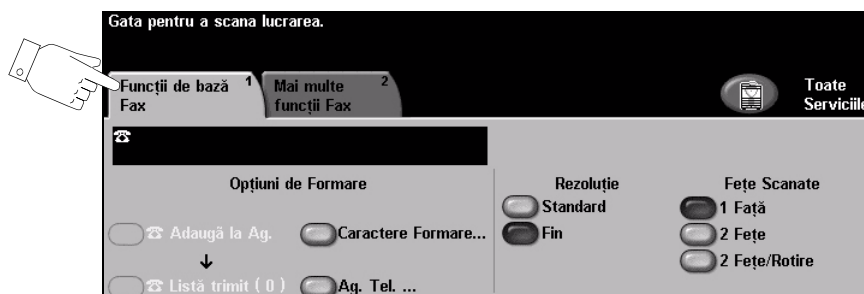 Gata pentru a scana lucrarea.
Funcții de bază 1
Fax
Mai multe 2
funcții Fax
Toate
Serviciile
Opțiuni de Formare
Rezoluție
Fețe Scanate
Standard
1 Față
Adaugă la Ag.
Caractere Formare...
Fin
2 Fețe
2 Fețe/Rotire
Listă trimit ( 0 )
Ag. Tel. ...